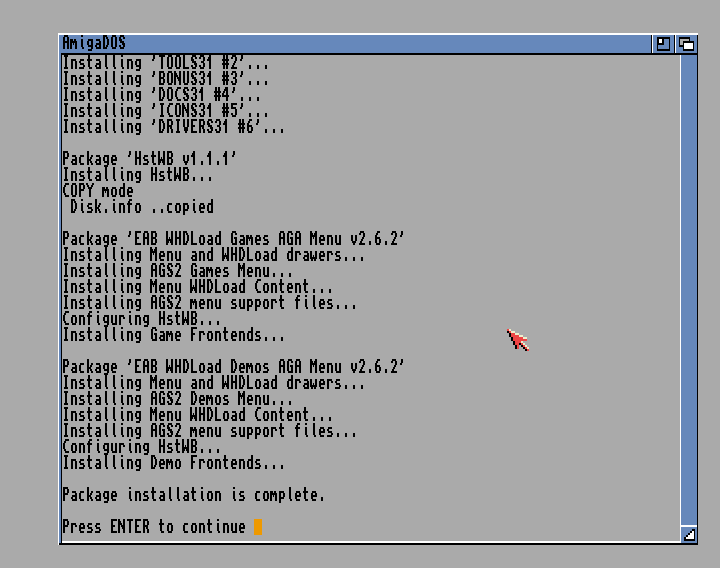 AmigaDOS
Installing 'TOOLS31 #2'...
Installing 'BONUS31 #3'...
Installing 'DOCS31 #4'...
Installing 'ICONS31 #5'...
Installing 'DRIVERS31 #6'...
Package 'HstWB v1.1.1'
Installing HstWB...
COPY mode
Disk.info ..copied
Package 'EAB WHDLoad Games AGA Menu v2.6.2'
Installing Menu and WHDLoad drawers...
Installing AGS2 Games Menu...
Installing Menu WHDLoad Content...
Installing AGS2 menu support files...
Configuring HstWB...
Installing Game Frontends...
Package 'EAB WHDLoad Demos AGA Menu v2.6.2'
Installing Menu and WHDLoad drawers...
Installing AGS2 Demos Menu...
Installing Menu WHDLoad Content...
Installing AGS2 menu support files...
Configuring HstWB...
Installing Demo Frontends...
Package installation is complete.
Press ENTER to continue